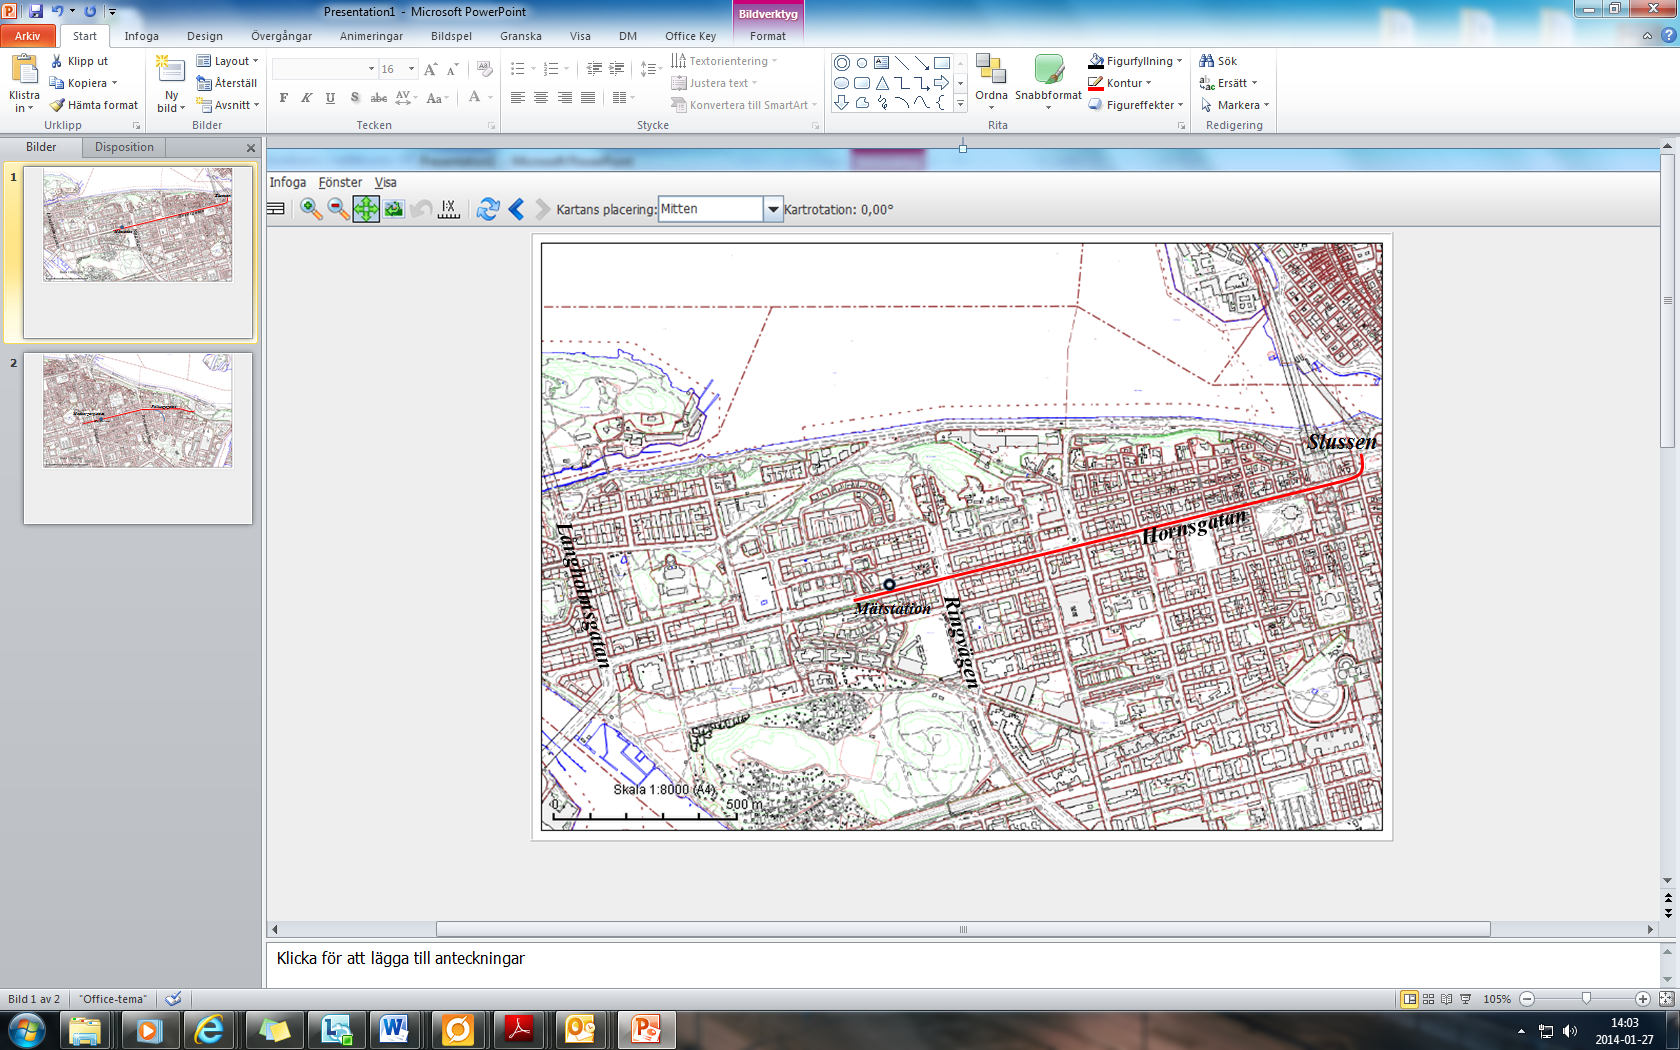 Presentation1 - Microsoft PowerPoint
Bildverktyg
Arkiv Start Infoga Design Övergångar Animeringar Bildspel Granska Visa DM Office Key Format
Klistra in
Klipp ut
Kopiera
Hämta format
Urklipp
Ny bild
Layout
Återställ
Avsnitt
Bilder
16
F K U S abc AV Aa A
Tecken
Textorientering
Justera text
Konvertera till SmartArt
Stycke
Ordna
Snabbformat
Figurfyllning
Kontur
Figureffekter
Rita
Sök
Ersätt
Markera
Redigering
Bilder Disposition
1
2
Infoga Fönster Visa
Kartans placering: Mitten Kartrotation: 0,00°
Slussen
Hornsgatan
Långholmsgatan
Mätstation
Ringvägen
Skala 1:8000 (A4)
0 500 m
Klicka för att lägga till anteckningar
Bild 1 av 2 "Office-tema" 105%
14:03
2014-01-27